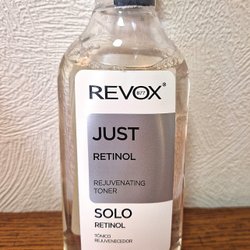 REVOX B77®
JUST
RETINOL
REJUVENATING
TONER
SOLO
RETINOL
TÓNICO
REJUVENECEDOR